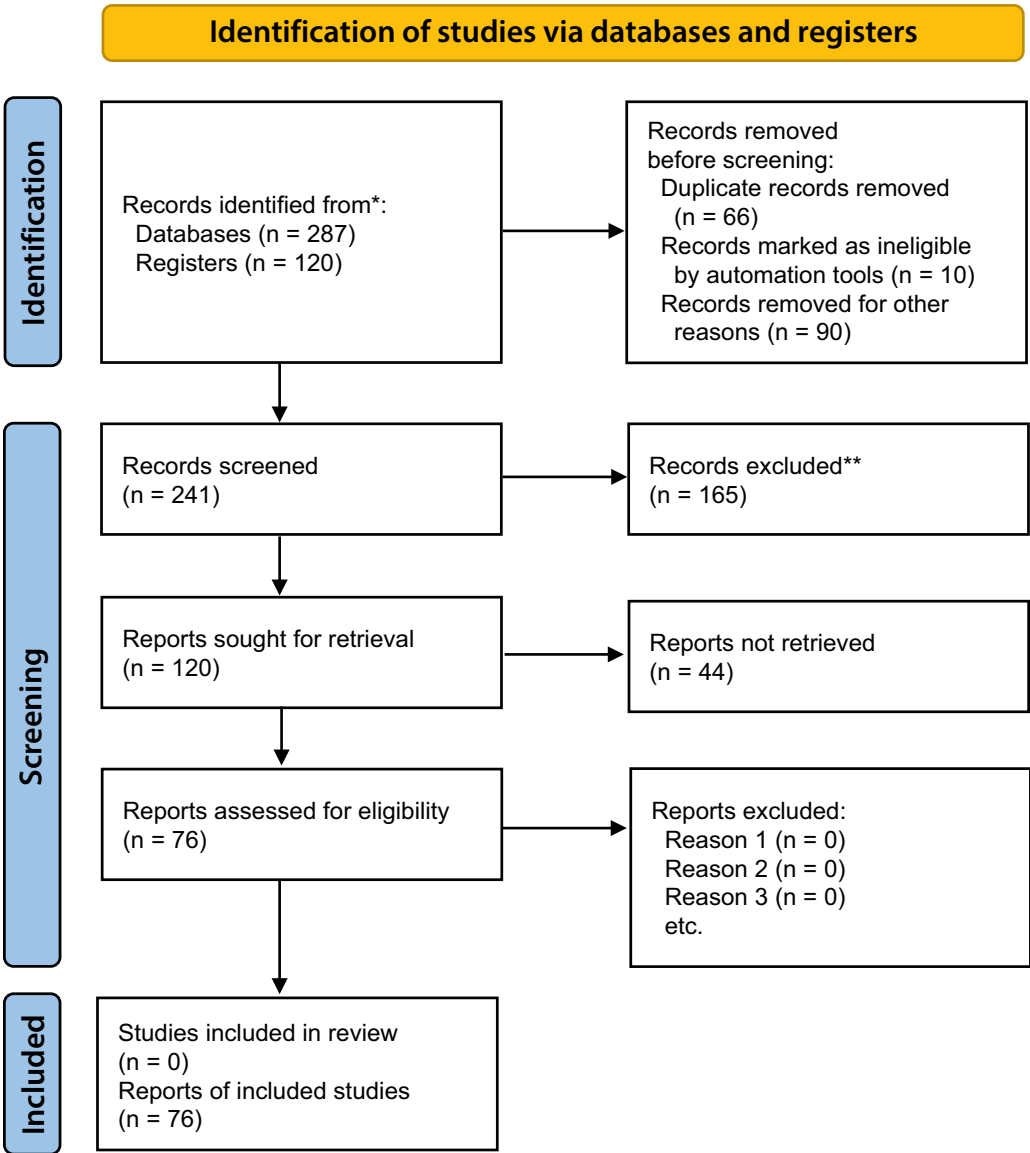 Identification of studies via databases and registers
Identification
Records identified from*:
Databases (n = 287)
Registers (n = 120)
Records removed
before screening:
Duplicate records removed
(n = 66)
Records marked as ineligible
by automation tools (n = 10)
Records removed for other
reasons (n = 90)
Screening
Records screened
(n = 241)
Records excluded**
(n = 165)
Reports sought for retrieval
(n = 120)
Reports not retrieved
(n = 44)
Reports assessed for eligibility
(n = 76)
Reports excluded:
Reason 1 (n = 0)
Reason 2 (n = 0)
Reason 3 (n = 0)
etc.
Included
Studies included in review
(n = 0)
Reports of included studies
(n = 76)